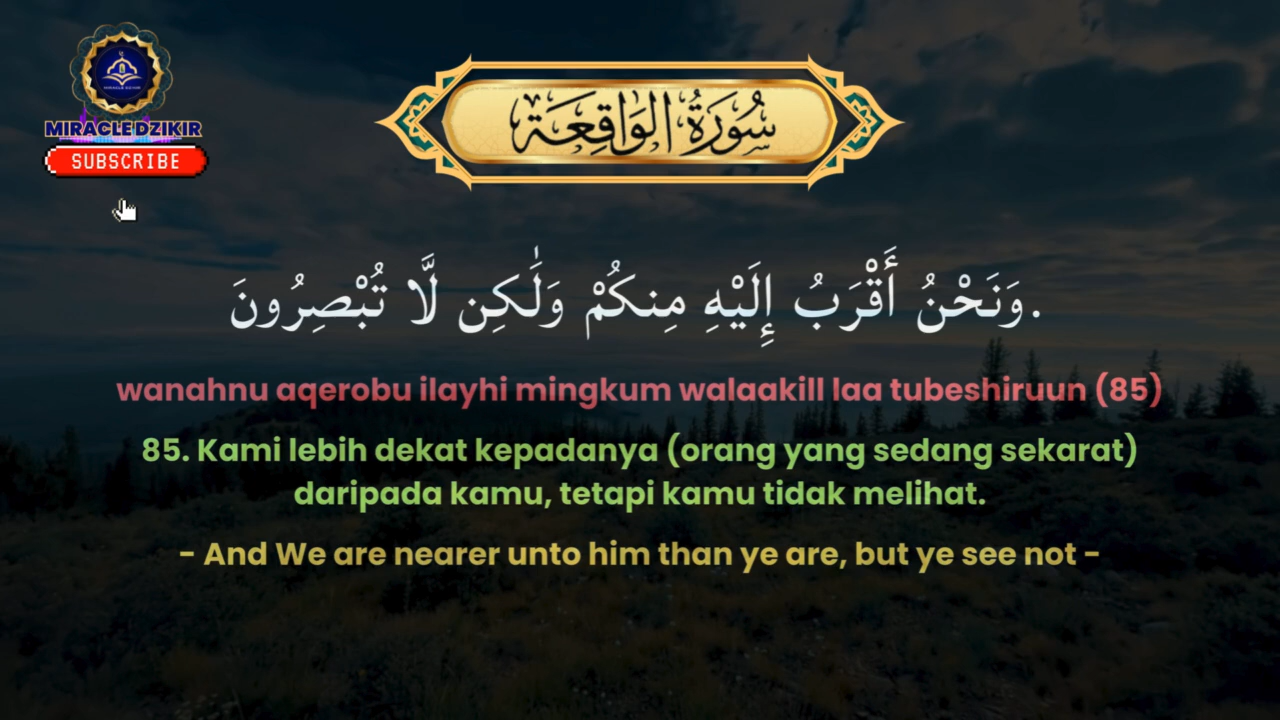 MIRACLE DZIKIR
SUBSCRIBE
سُورَةُ الوَاقِعَة
وَنَحْنُ أَقْرَبُ إِلَيْهِ مِنكُمْ وَلَٰكِن لَّا تُبْصِرُونَ.
wanahnu aqerobu ilayhi mingkum walaakill laa tubeshiruun (85)
85. Kami lebih dekat kepadanya (orang yang sedang sekarat)
daripada kamu, tetapi kamu tidak melihat.
- And We are nearer unto him than ye are, but ye see not -